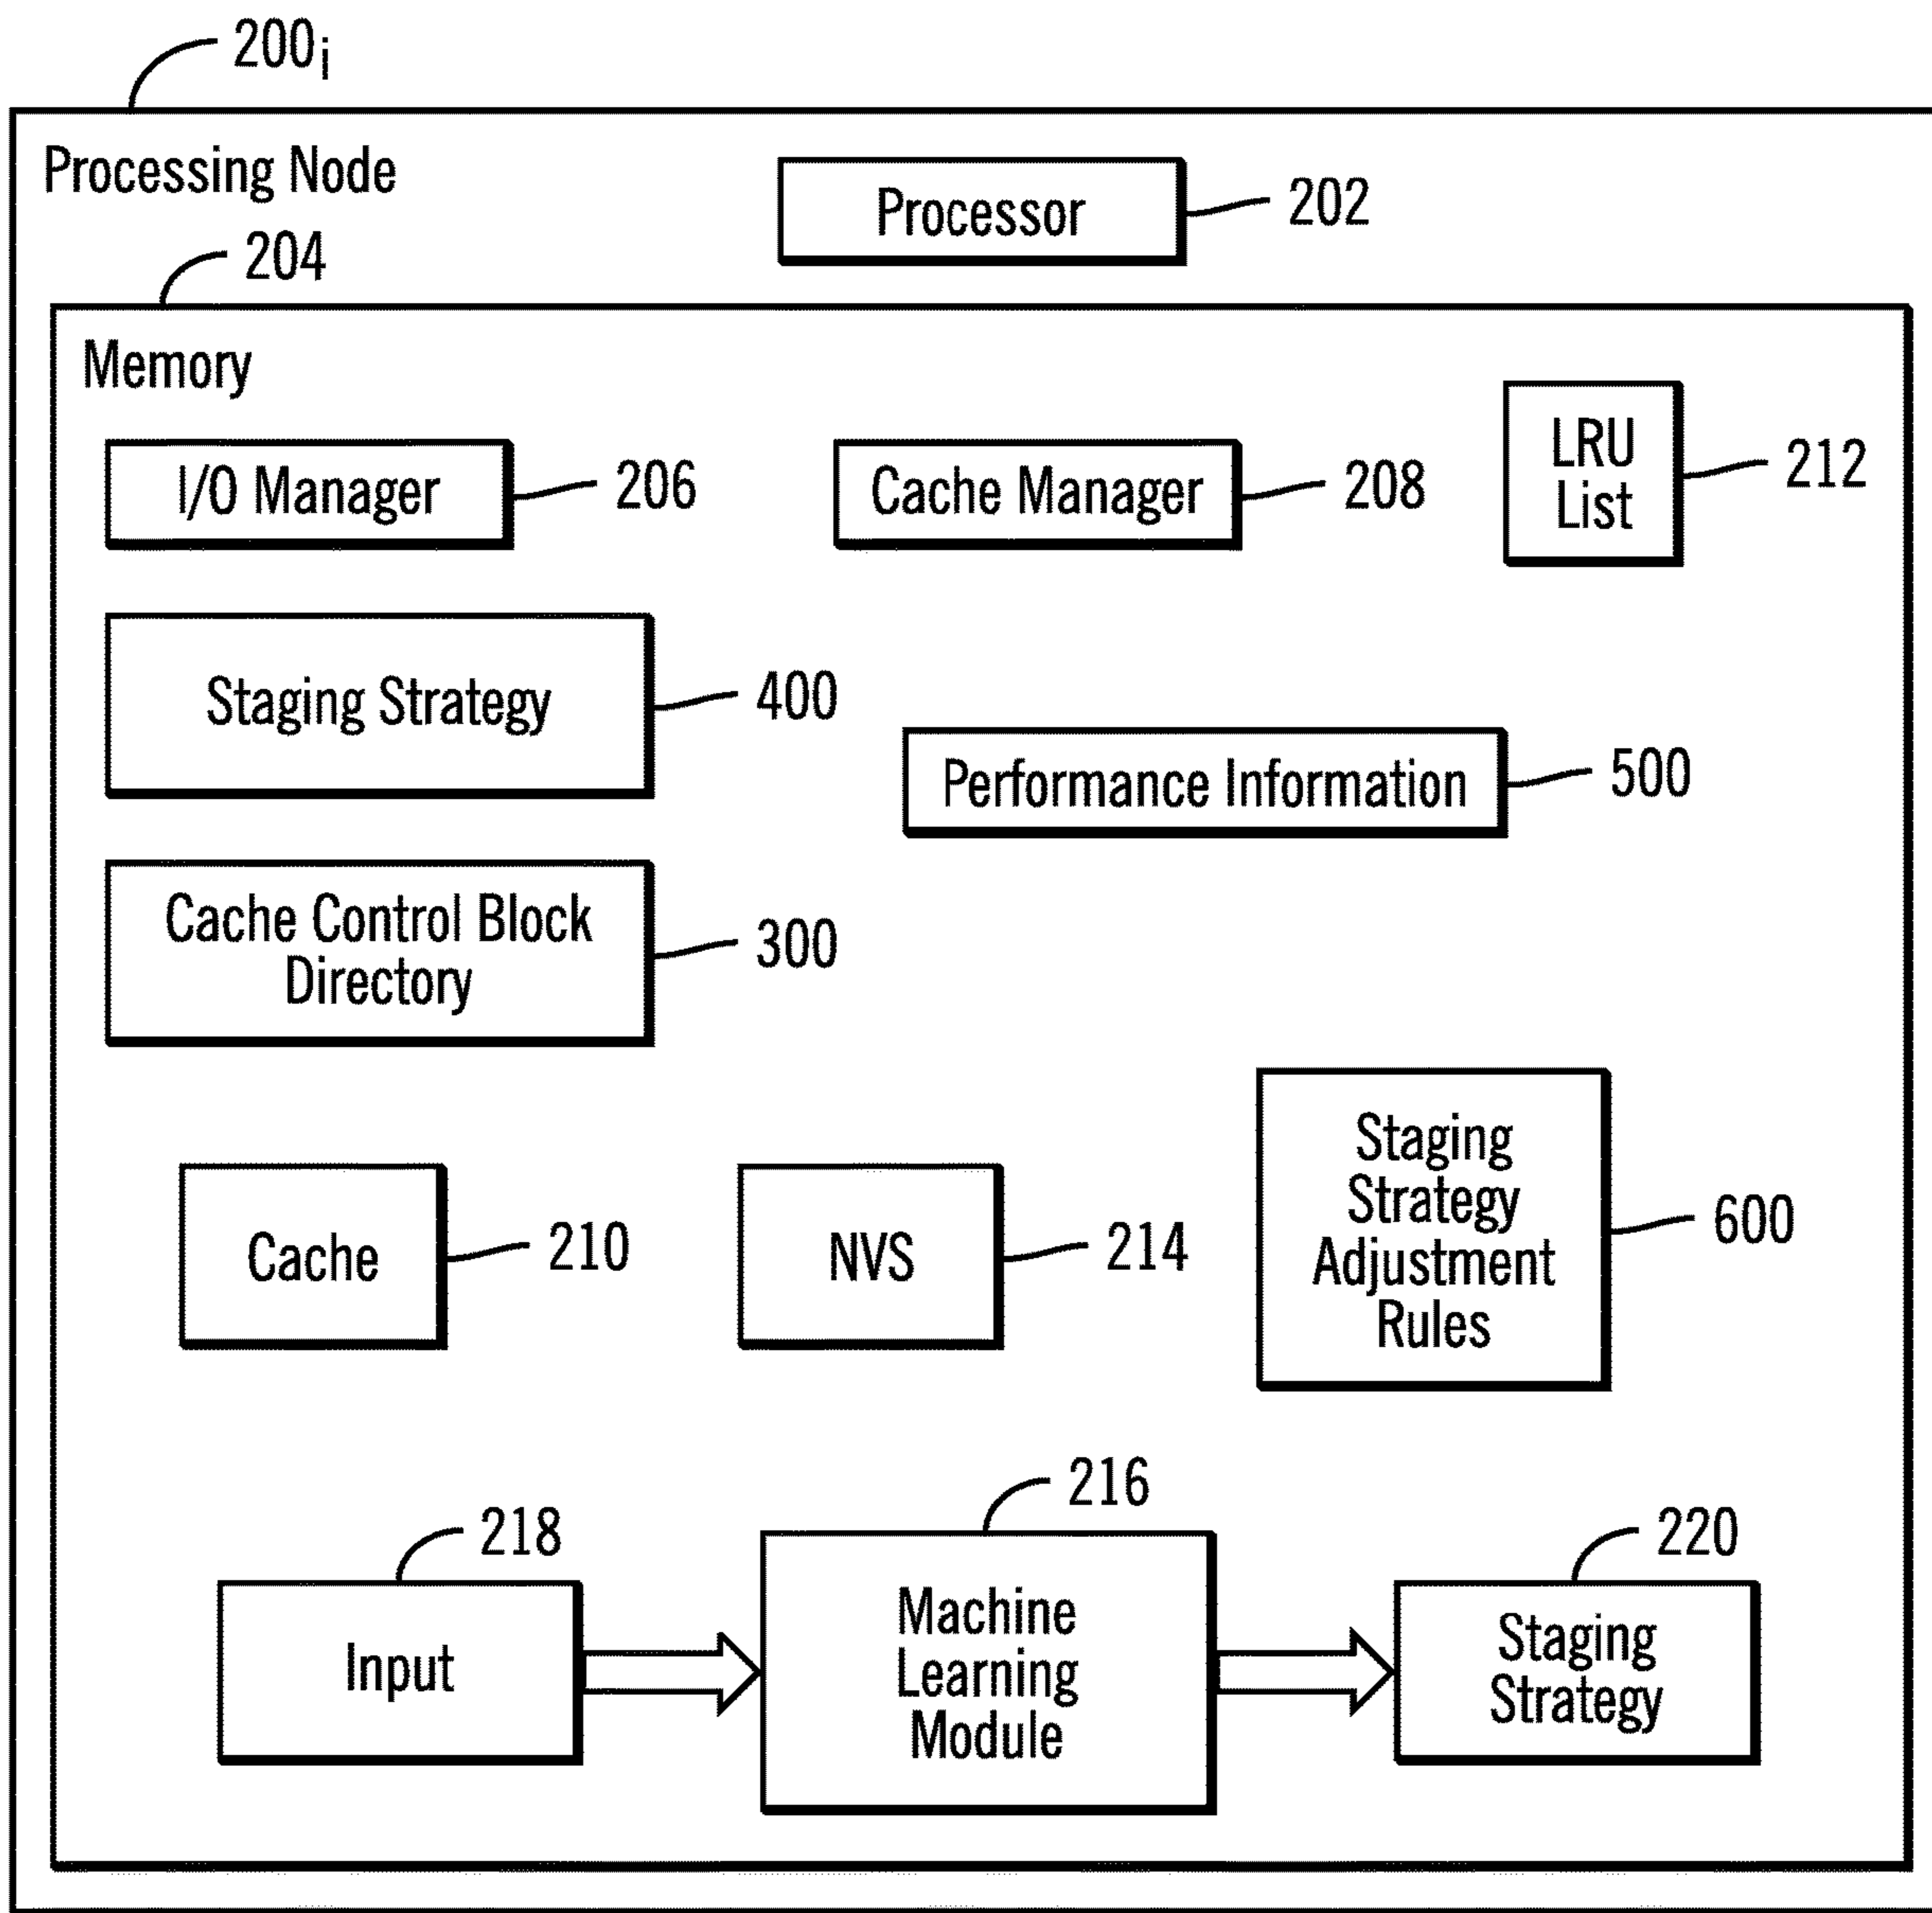 200i
Processing Node
Processor
202
204
Memory
I/O Manager
206
Cache Manager
208
LRU
List
212
Staging Strategy
400
Performance Information
500
Cache Control Block
Directory
300
Staging
Strategy
Adjustment
Rules
600
Cache
210
NVS
214
218
Input
216
Machine
Learning
Module
220
Staging
Strategy